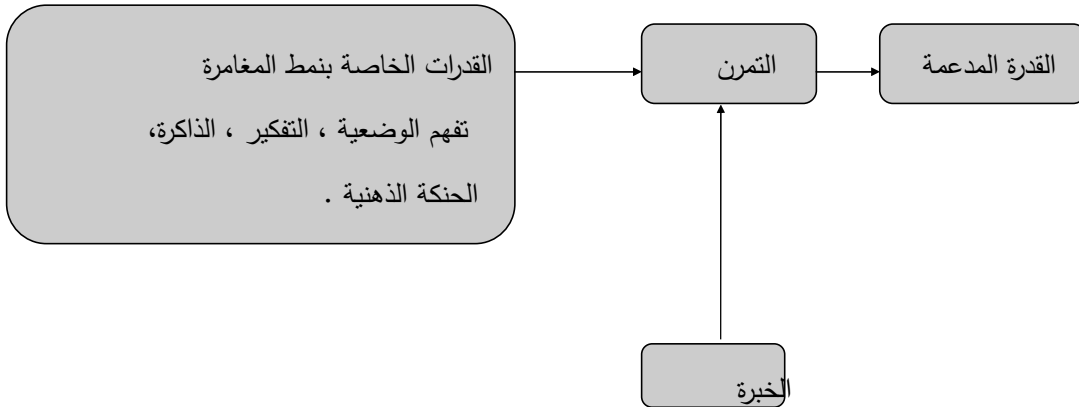 القدرات الخاصة بنمط المغامرة
تفهم الوضعية ، التفكير ، الذاكرة،
الحنكة الذهنية .
التمرن
القدرة المدعمة
الخبرة